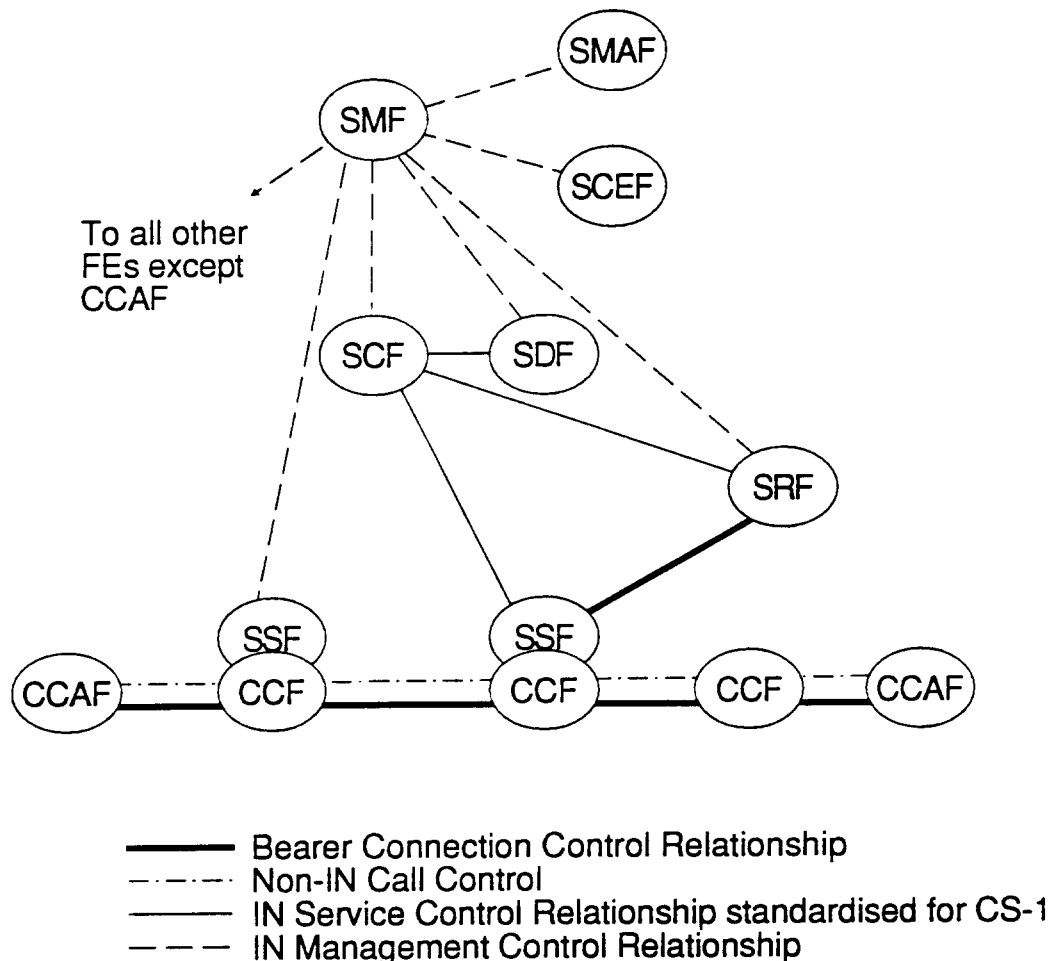 SMAF
SMF
SCEF
To all other
FEs except
CCAF
SCF
SDF
SRF
SSF
SSF
CCAF
CCF
CCF
CCF
CCAF
Bearer Connection Control Relationship
Non-IN Call Control
IN Service Control Relationship standardised for CS-1
IN Management Control Relationship